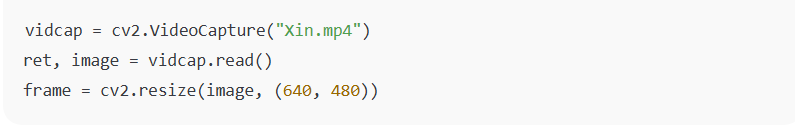 vidcap = cv2.VideoCapture("Xin.mp4")
ret, image = vidcap.read()
frame = cv2.resize(image, (640, 480))